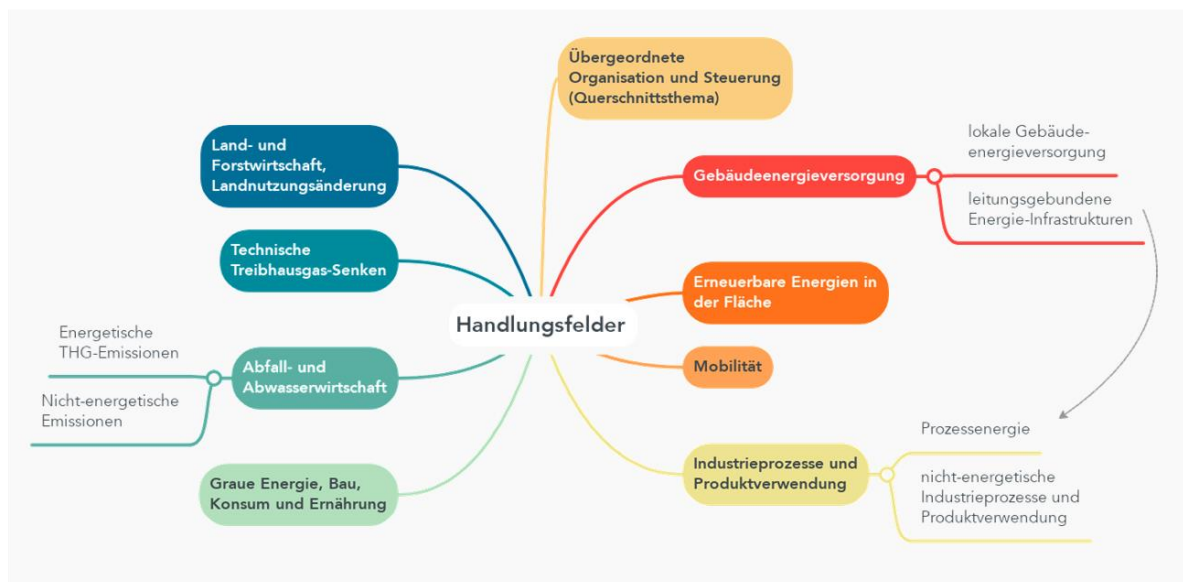 Übergeordnete
Organisation und Steuerung
(Querschnittsthema)
Land- und
Forstwirtschaft,
Landnutzungsänderung
Technische
Treibhausgas-Senken
Energetische
THG-Emissionen
Nicht-energetische
Emissionen
Abfall- und
Abwasserwirtschaft
Graue Energie, Bau,
Konsum und Ernährung
Handlungsfelder
Gebäudeenergieversorgung
lokale Gebäude-
energieversorgung
leitungsgebundene
Energie-Infrastrukturen
Erneuerbare Energien in
der Fläche
Mobilität
Industrieprozesse und
Produktverwendung
Prozessenergie
nicht-energetische
Industrieprozesse und
Produktverwendung